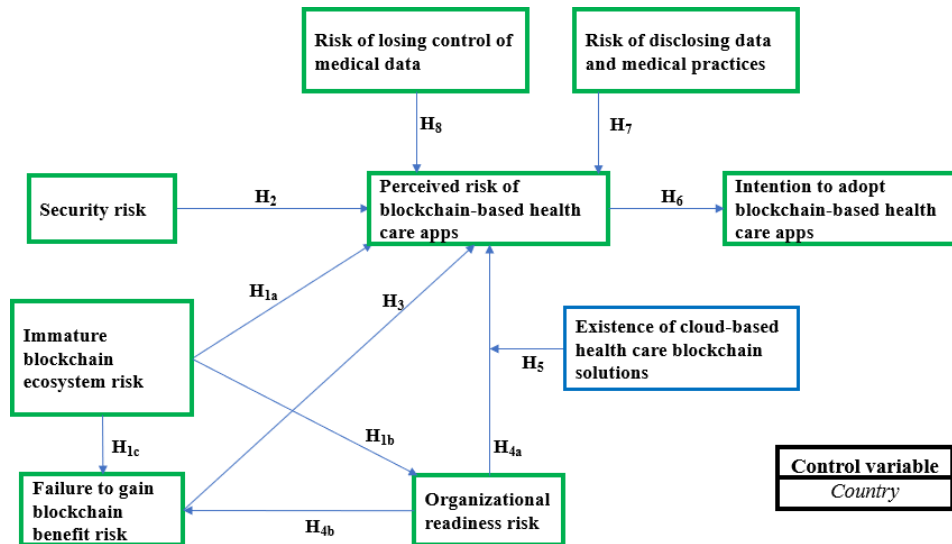 Risk of losing control of
medical data
Risk of disclosing data
and medical practices
H8
H7
Security risk
H2
Perceived risk of
blockchain-based health
care apps
H6
Intention to adopt
blockchain-based health
care apps
H1a
H3
Immature
blockchain
ecosystem risk
Existence of cloud-based
health care blockchain
solutions
H5
H1b
H1c
H4a
Failure to gain
blockchain
benefit risk
H4b
Organizational
readiness risk
Control variable
Country